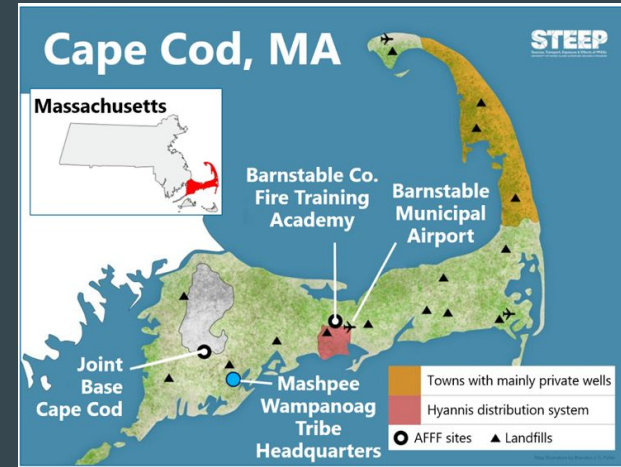 Cape Cod, MA
STEEP
Massachusetts
Barnstable Co.
Fire Training
Academy
Barnstable
Municipal
Airport
Joint
Base
Cape Cod
Mashpee
Wampanoag
Tribe
Headquarters
Towns with mainly private wells
Hyannis distribution system
AFFF sites
Landfills